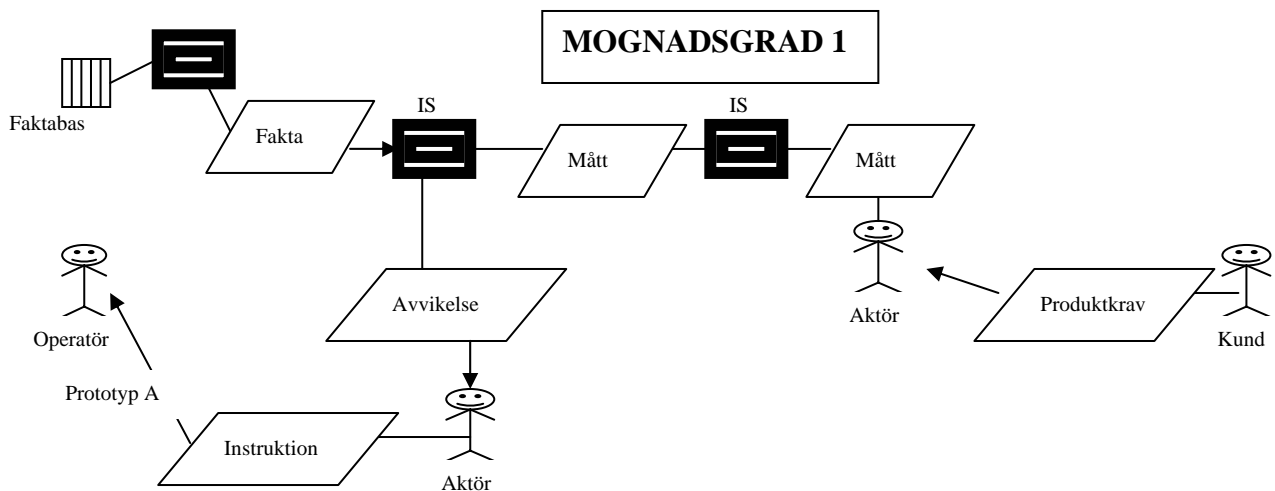 MOGNADSGRAD 1
IS
IS
Faktabas
Fakta
Mått
Mått
Avvikelse
Produktkrav
Aktör
Operatör
Kund
Prototyp A
Instruktion
Aktör